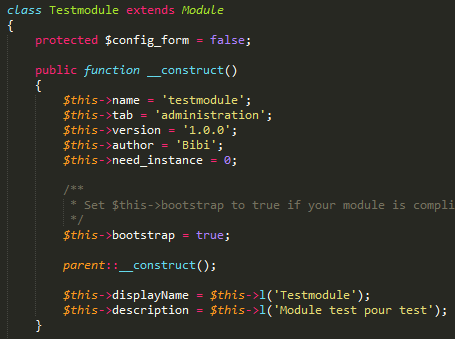 class Testmodule extends Module
{
    protected $config_form = false;

    public function __construct()
    {
        $this->name = 'testmodule';
        $this->tab = 'administration';
        $this->version = '1.0.0';
        $this->author = 'Bibi';
        $this->need_instance = 0;

        /**
         * Set $this->bootstrap to true if your module is compli
         */
        $this->bootstrap = true;

        parent::__construct();

        $this->displayName = $this->l('Testmodule');
        $this->description = $this->l('Module test pour test');
    }